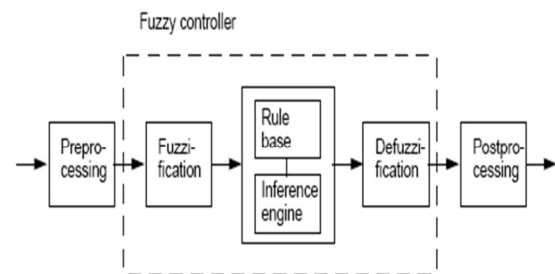 Fuzzy controller
Prepro-
cessing
Fuzzi-
fication
Rule
base
Inference
engine
Defuzzi-
fication
Postpro-
cessing